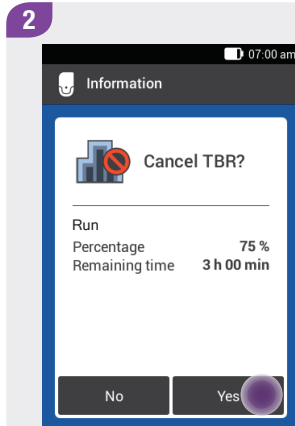 2
07:00 am
Information
Cancel TBR?
Run
Percentage 75 %
Remaining time 3 h 00 min
No Yes